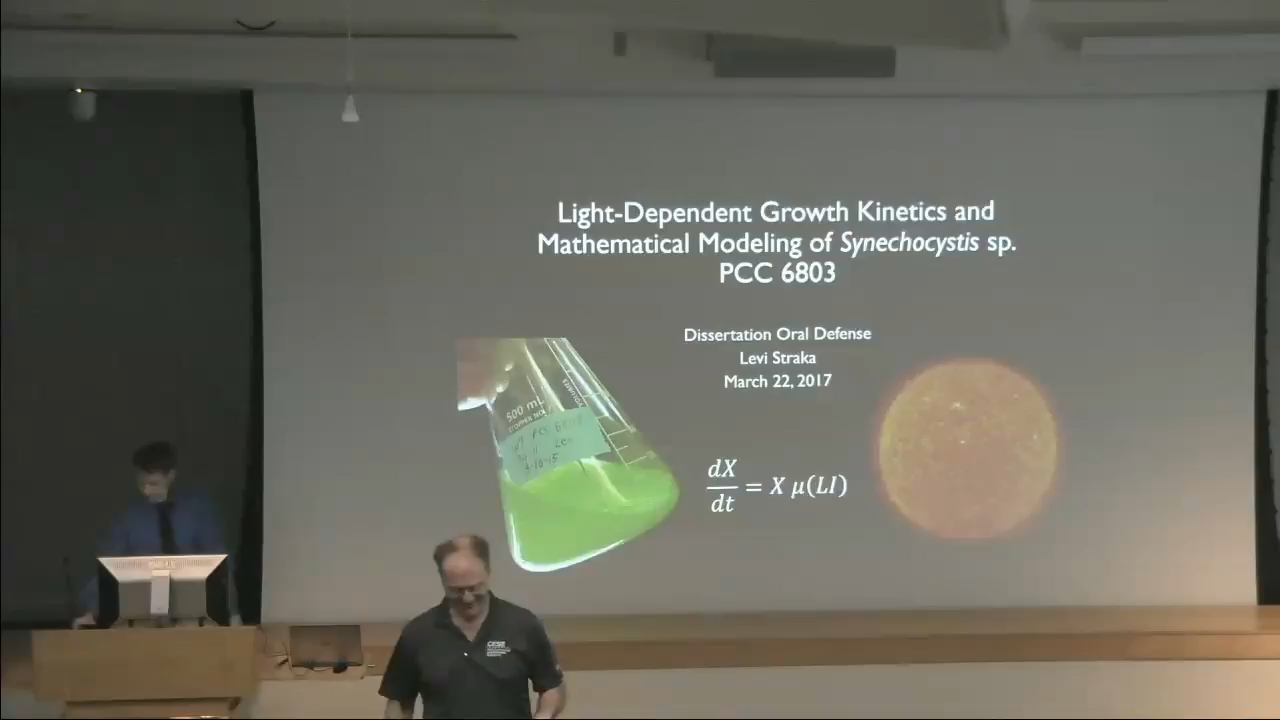 Light-Dependent Growth Kinetics and
Mathematical Modeling of Synechocystis sp.
PCC 6803
Dissertation Oral Defense
Levi Straka
March 22, 2017
500 mL
dX/dt = X μ(LI)